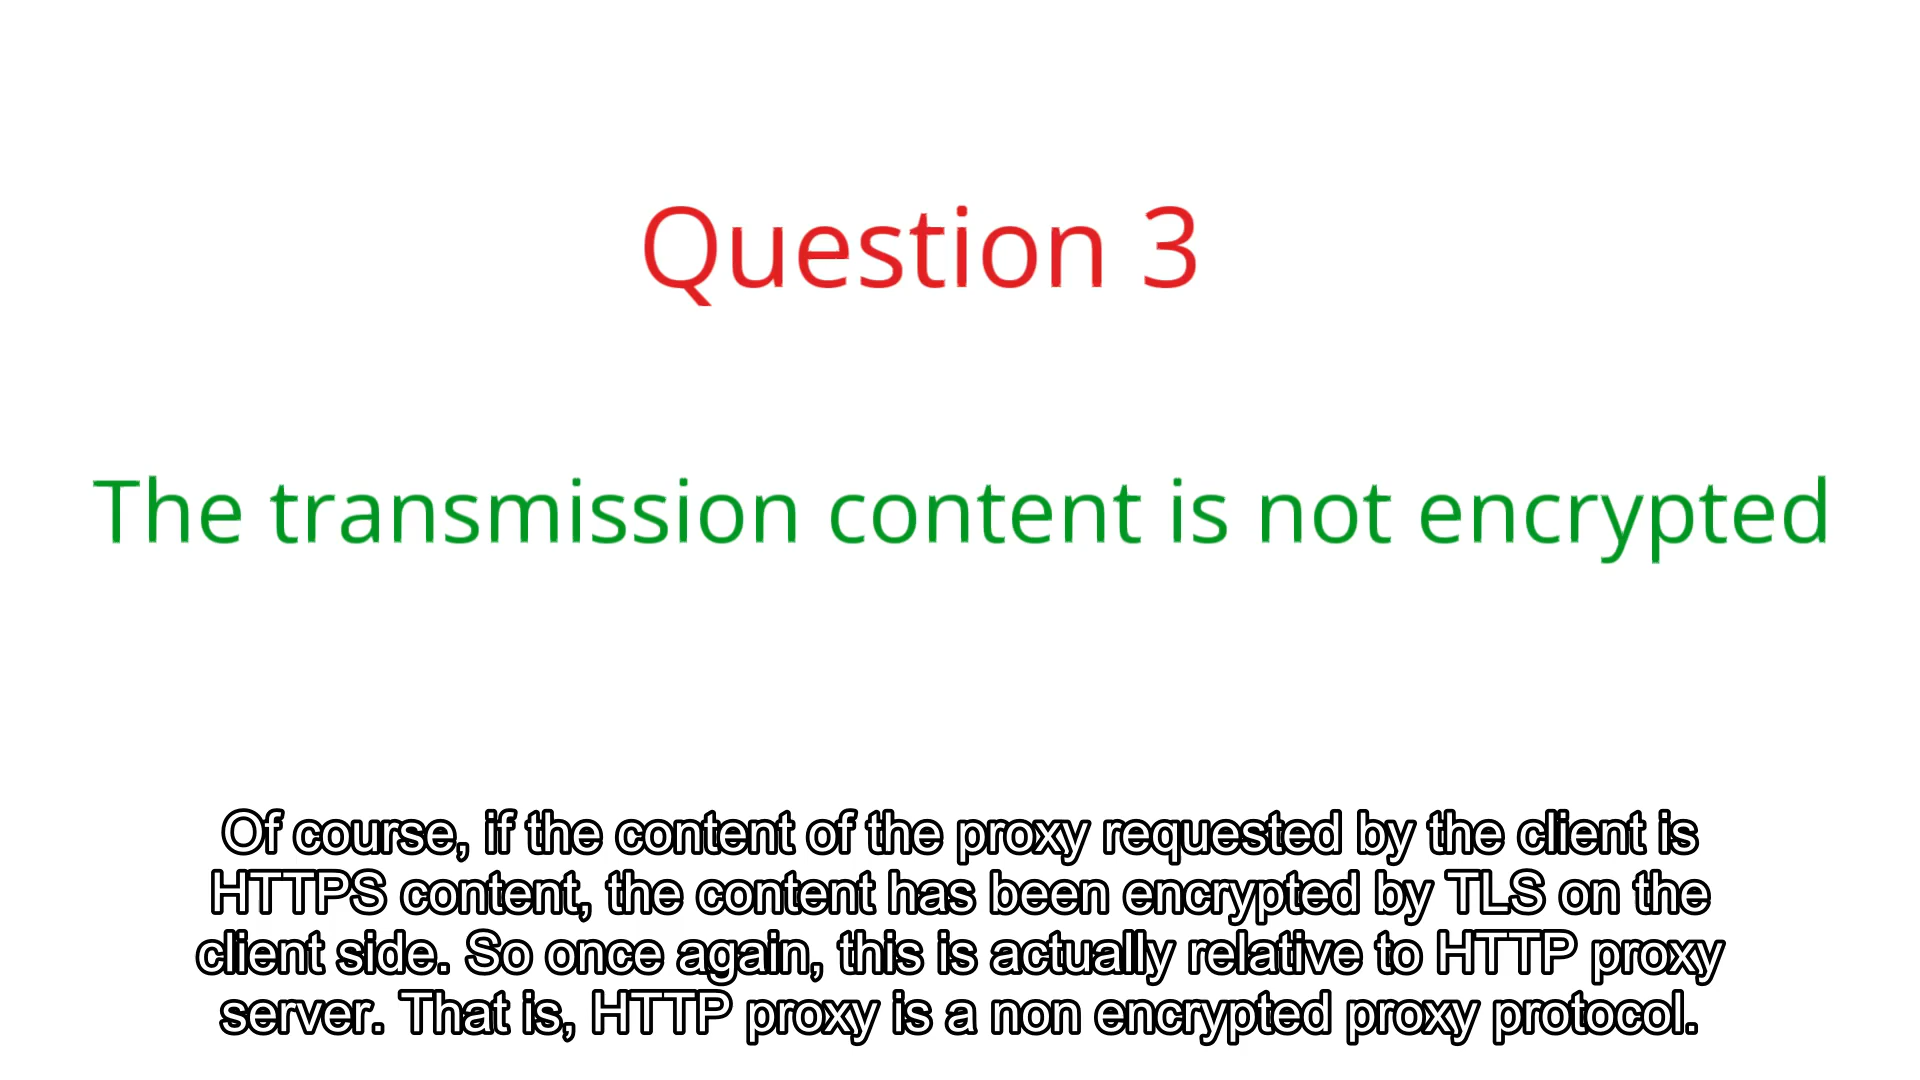 Question 3
The transmission content is not encrypted
Of course, if the content of the proxy requested by the client is
HTTPS content, the content has been encrypted by TLS on the
client side. So once again, this is actually relative to HTTP proxy
server. That is, HTTP proxy is a non encrypted proxy protocol.